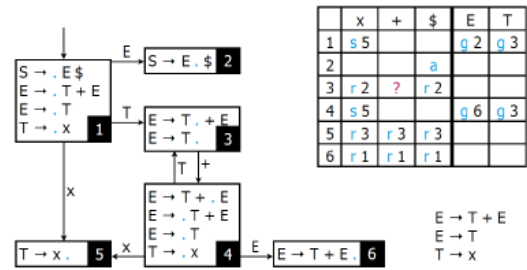 E
S → . E $
E → . T + E
E → . T
T → . x
1
S → E . $ 2
T
E → T . + E
E → T . 3
x
T
+
E → T + . E
E → . T + E
E → . T
T → . x
4
x
T → x . 5
E
E → T + E . 6
x + $ E T
1 s 5 g 2 g 3
2 a
3 r 2 ? r 2
4 s 5 g 6 g 3
5 r 3 r 3 r 3
6 r 1 r 1 r 1
E → T + E
E → T
T → x